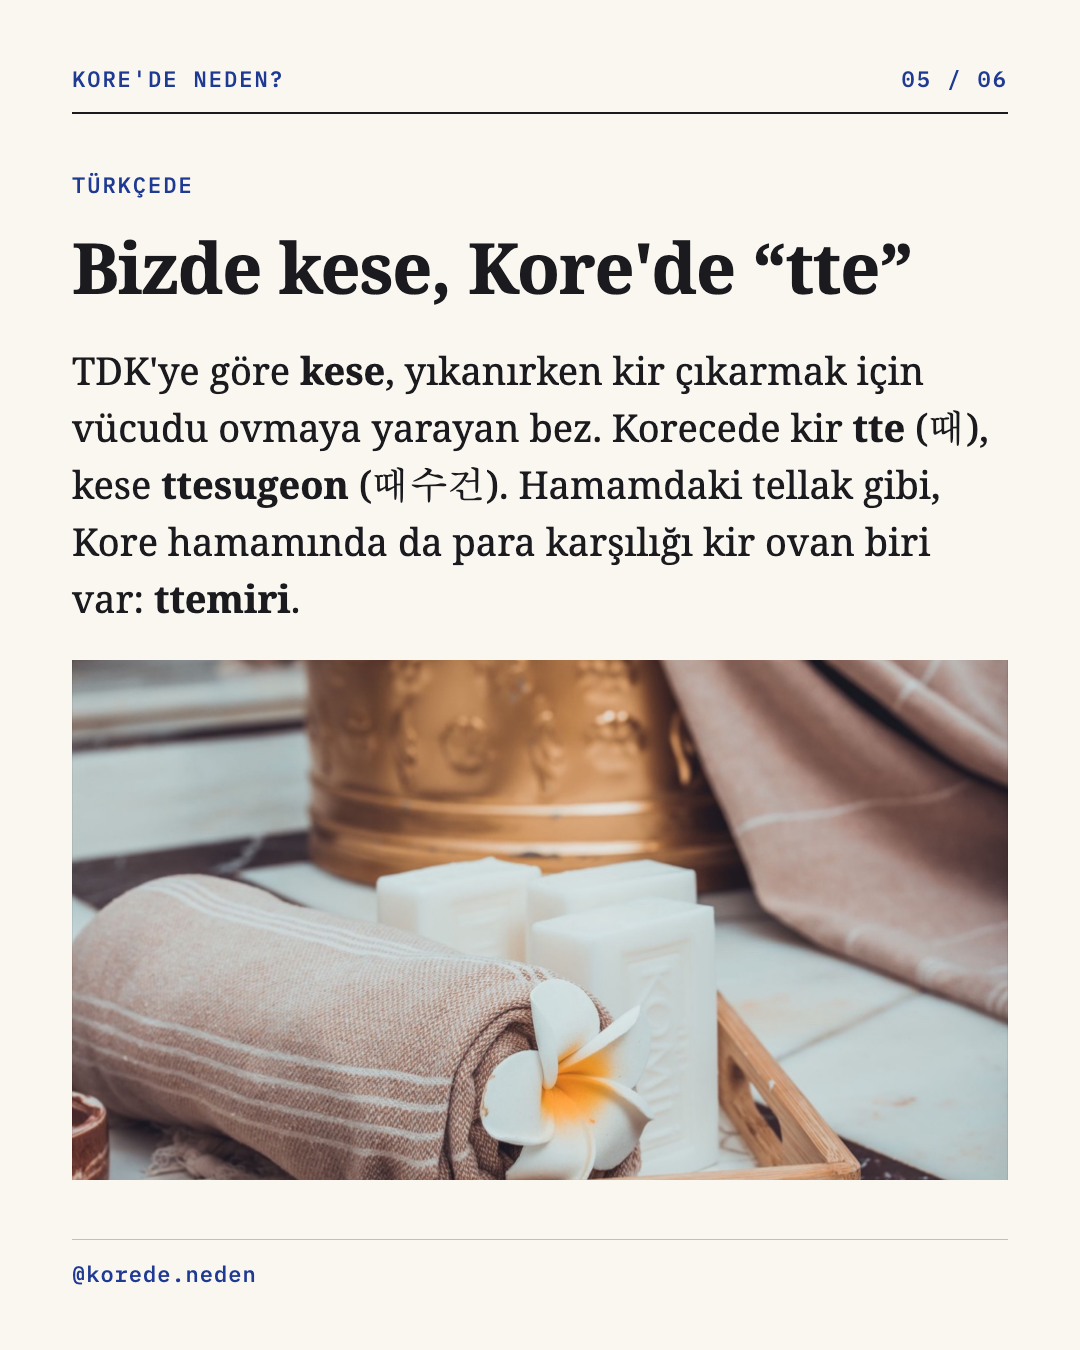 KORE'DE NEDEN?
05 / 06
TÜRKÇEDE
Bizde kese, Kore'de “tte”
TDK'ye göre kese, yıkanırken kir çıkarmak için
vücudu ovmaya yarayan bez. Korecede kir tte (때),
kese ttesugeon (때수건). Hamamdaki tellak gibi,
Kore hamamında da para karşılığı kir ovan biri
var: ttemiri.
@korede.neden